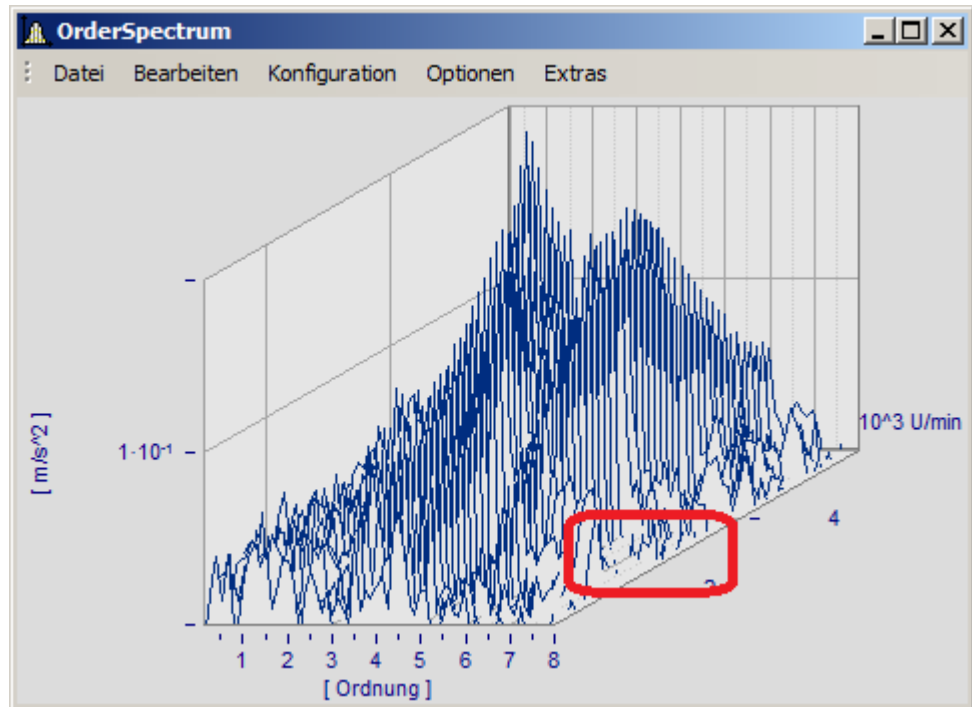 OrderSpectrum
Datei Bearbeiten Konfiguration Optionen Extras
[ m/s^2 ]
1·10⁻¹
10^3 U/min
4
1 2 3 4 5 6 7 8
[ Ordnung ]